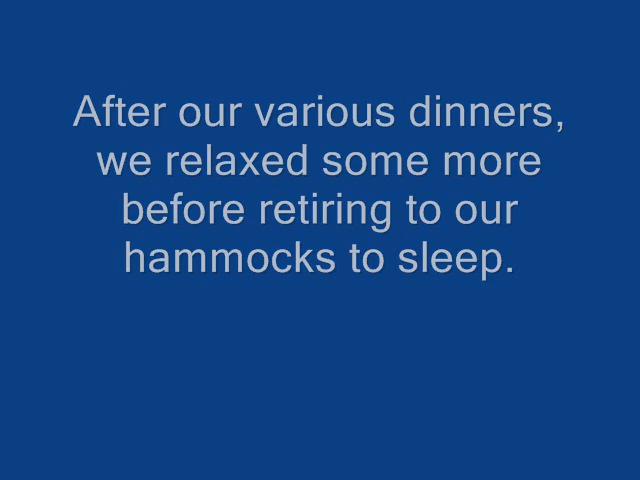 After our various dinners,
we relaxed some more
before retiring to our
hammocks to sleep.